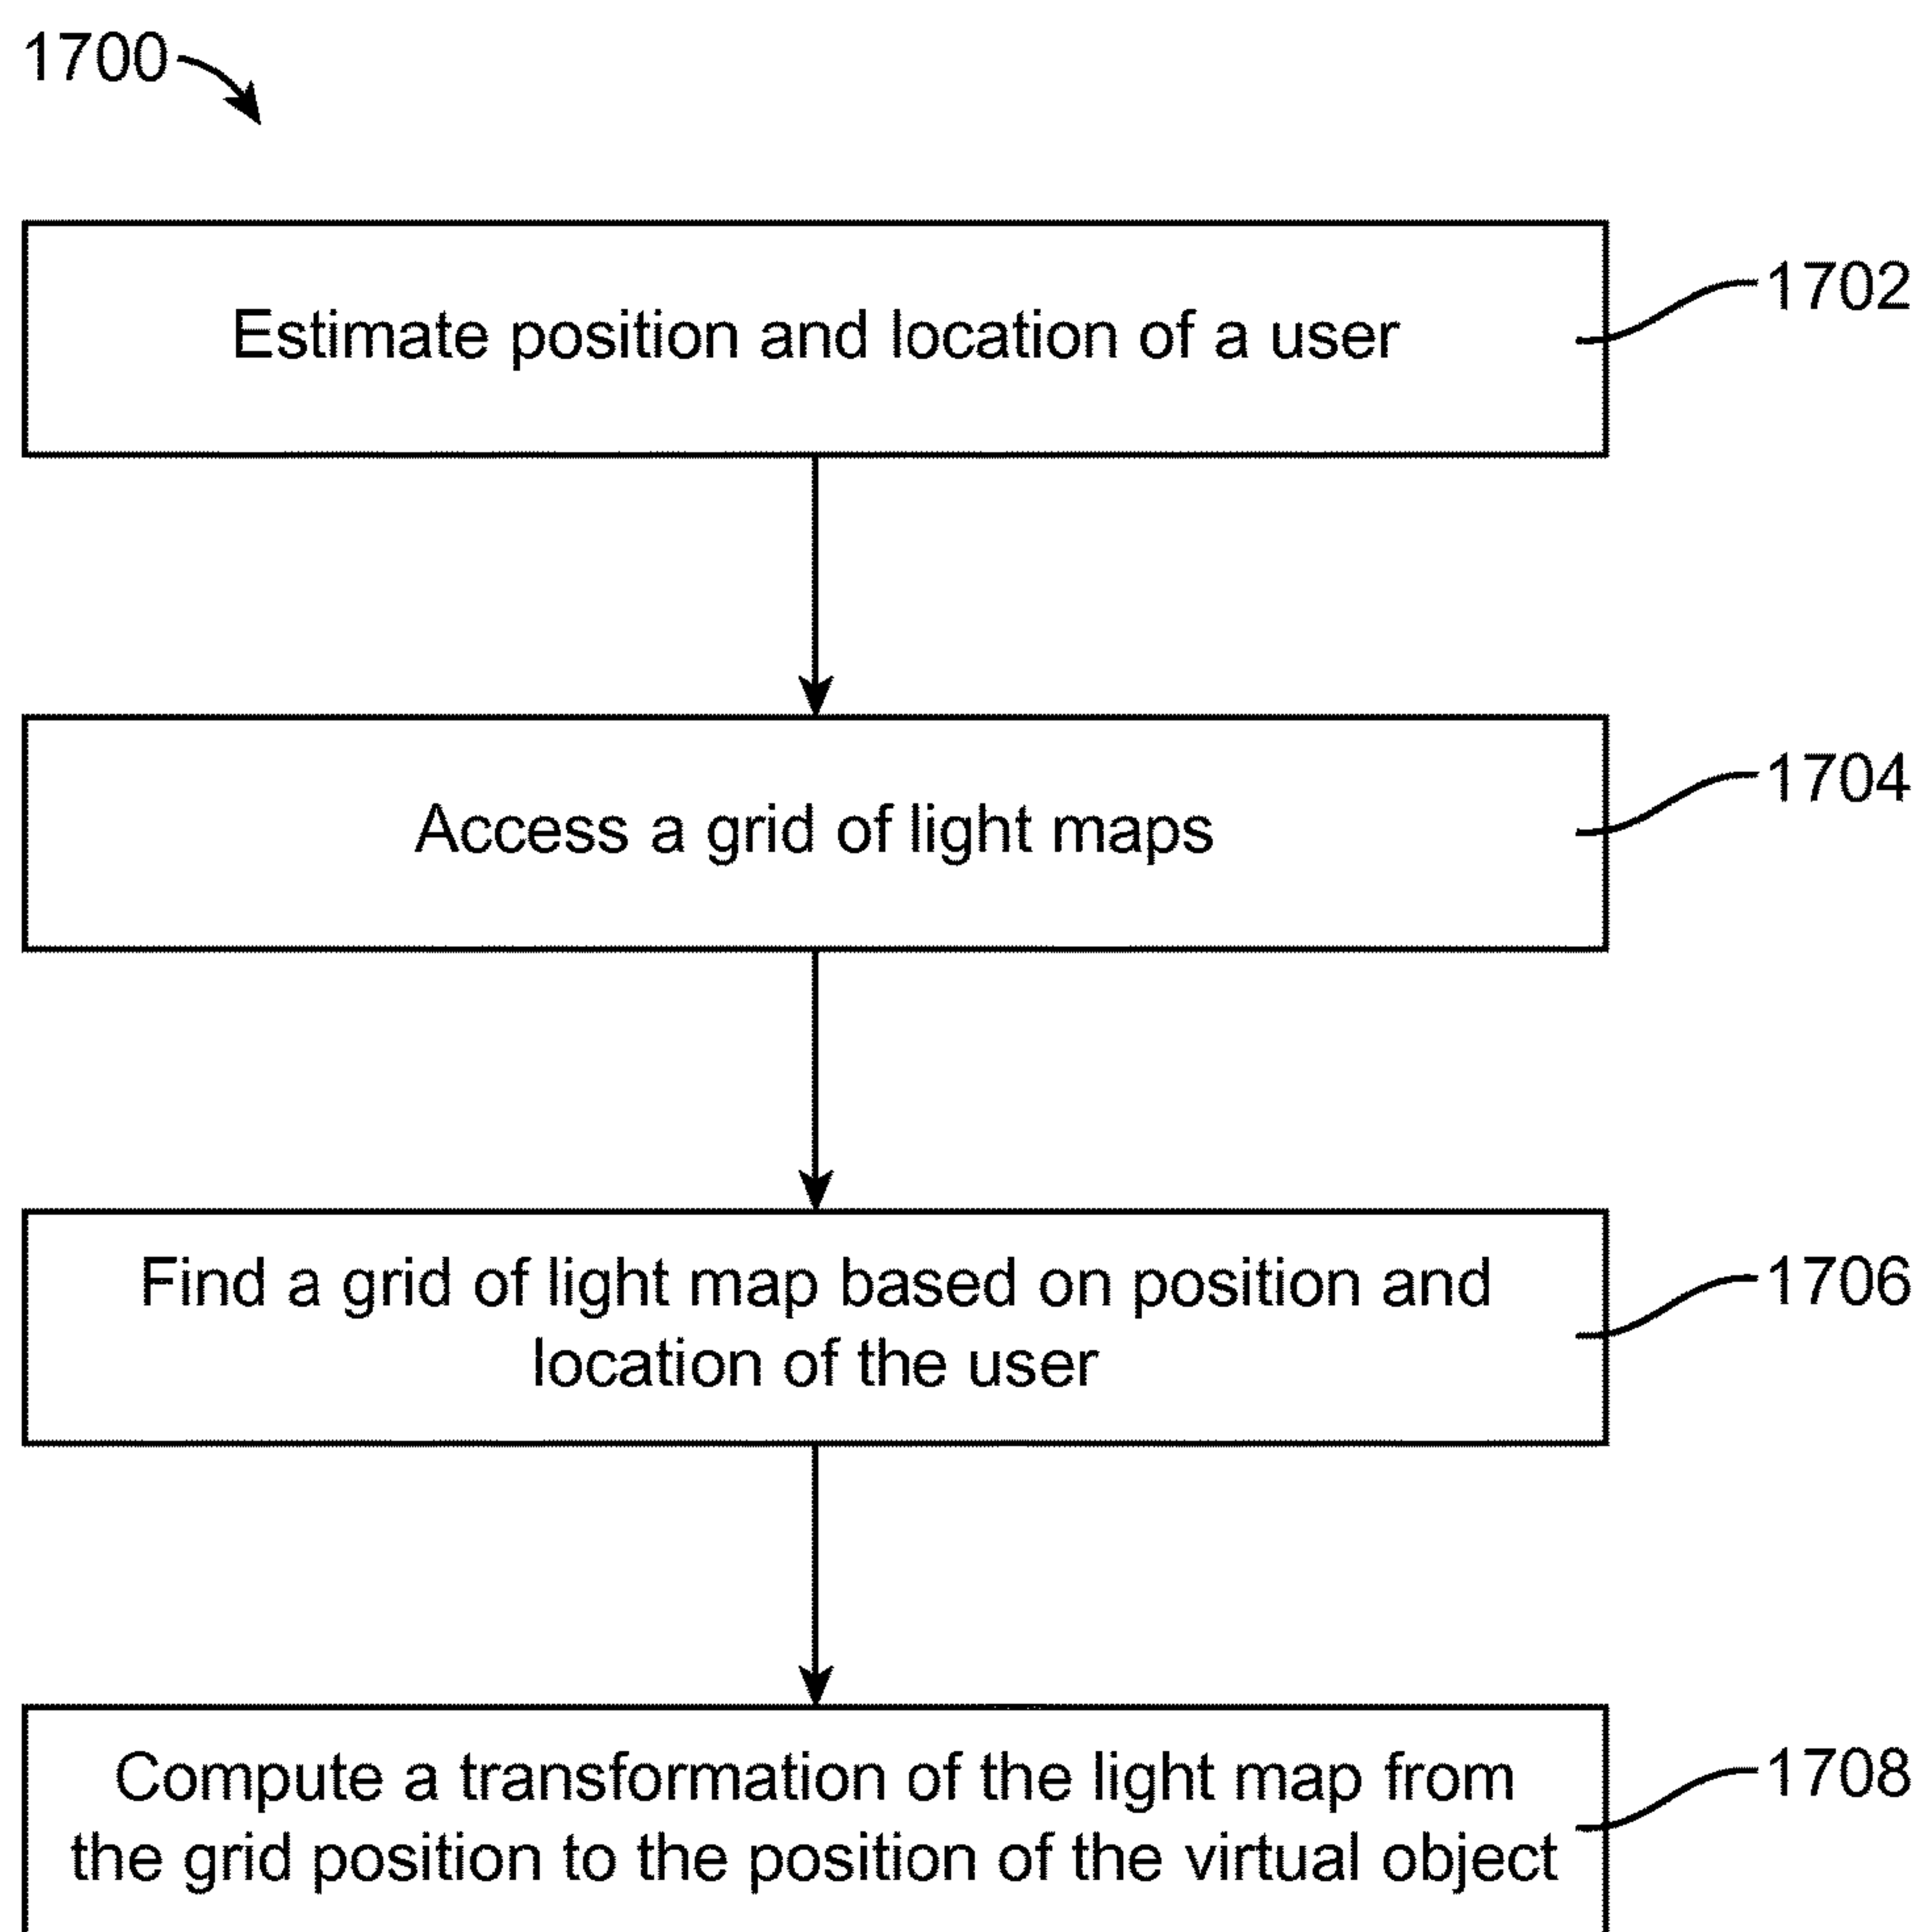 1700
Estimate position and location of a user
1702
Access a grid of light maps
1704
Find a grid of light map based on position and
location of the user
1706
Compute a transformation of the light map from
the grid position to the position of the virtual object
1708